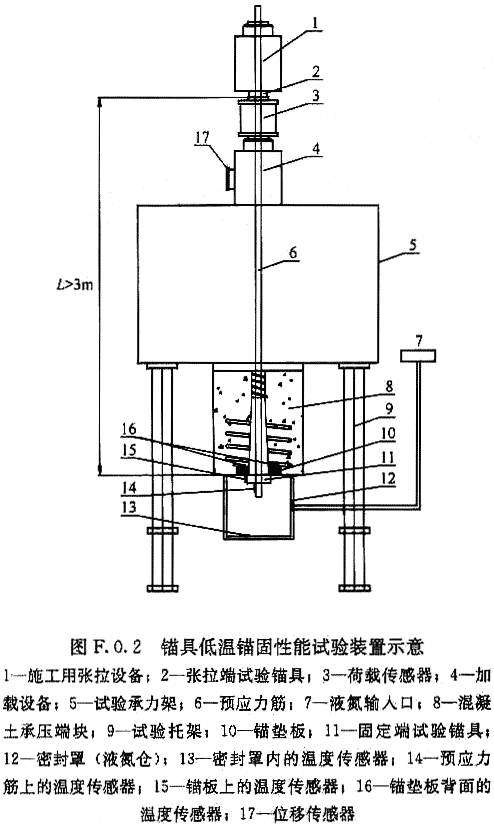 1
2
3
17
4
6
5
L>3m
7
8
9
16
10
15
11
14
12
13
图 F.0.2 锚具低温锚固性能试验装置示意
1—施工用张拉设备；2—张拉端试验锚具；3—荷载传感器；4—加
载设备；5—试验承力架；6—预应力筋；7—液氮输入口；8—混凝
土承压端块；9—试验托架；10—锚垫板；11—固定端试验锚具；
12—密封罩（液氮仓）；13—密封罩内的温度传感器；14—预应力
筋上的温度传感器；15—锚板上的温度传感器；16—锚垫板背面的
温度传感器；17—位移传感器